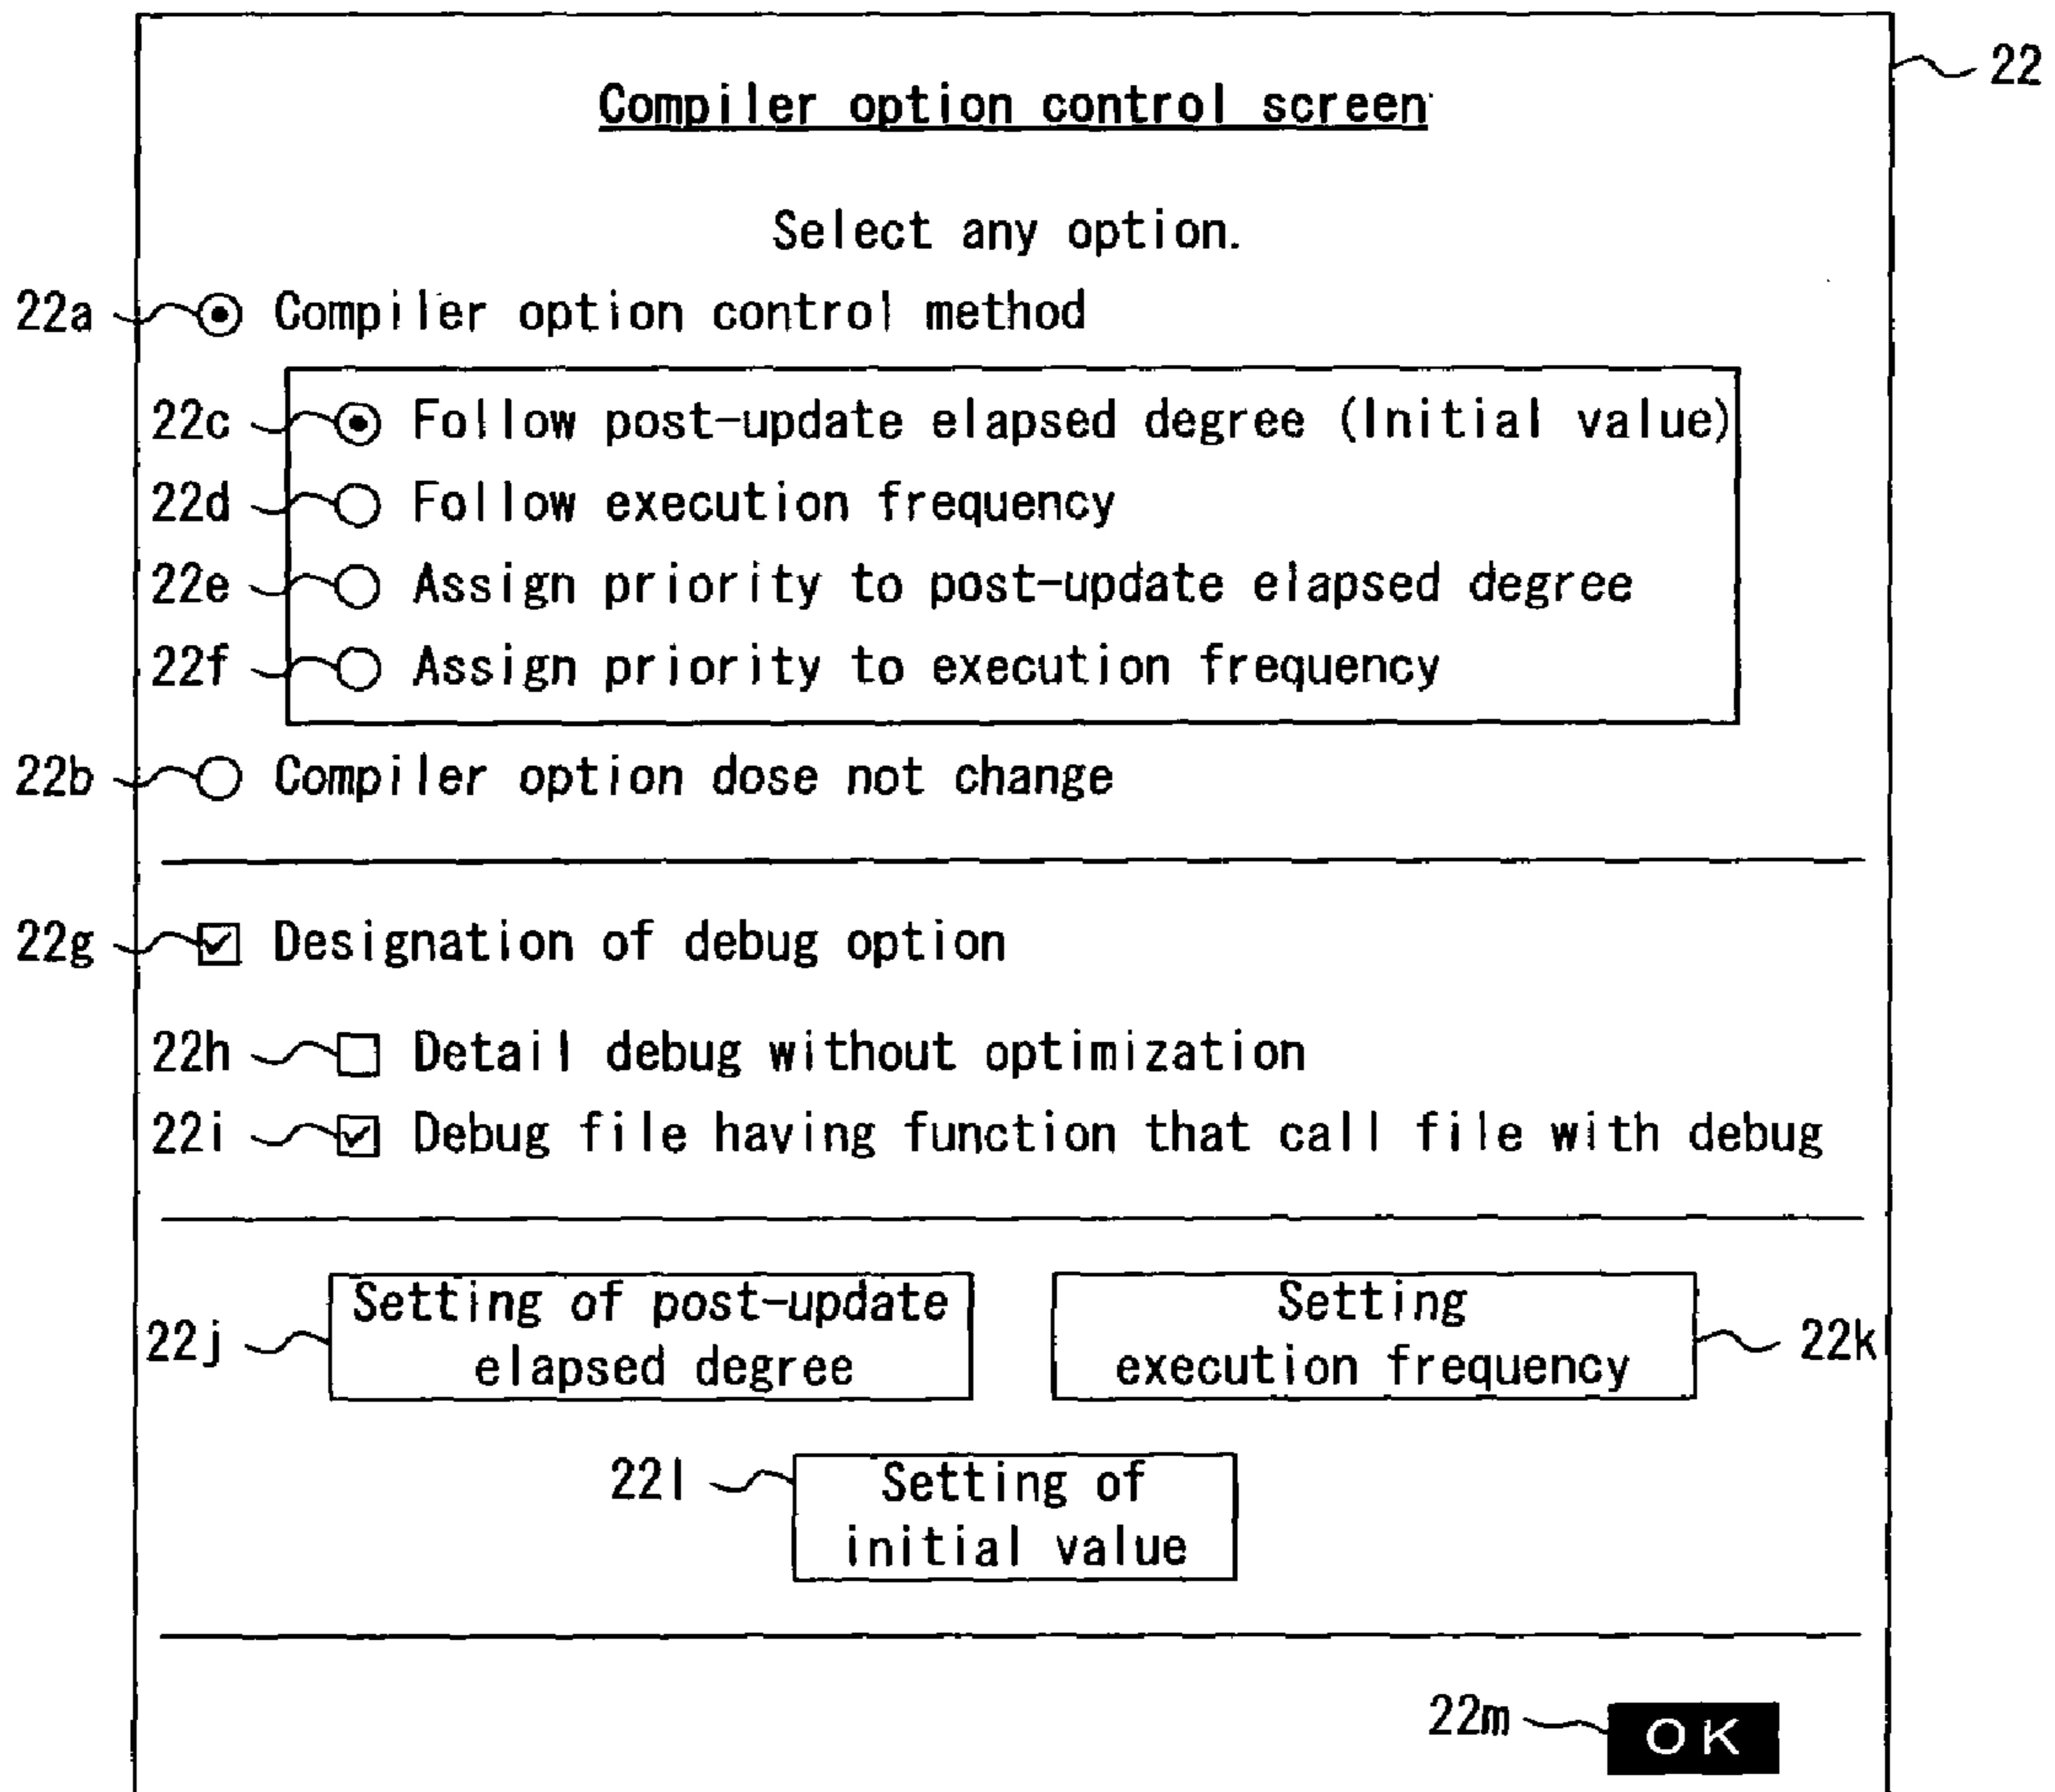 22
Compiler option control screen
Select any option.
22a Compiler option control method
22c Follow post-update elapsed degree (Initial value)
22d Follow execution frequency
22e Assign priority to post-update elapsed degree
22f Assign priority to execution frequency
22b Compiler option dose not change
22g Designation of debug option
22h Detail debug without optimization
22i Debug file having function that call file with debug
22j
Setting of post-update
elapsed degree
Setting
execution frequency
22k
22l
Setting of
initial value
22m OK